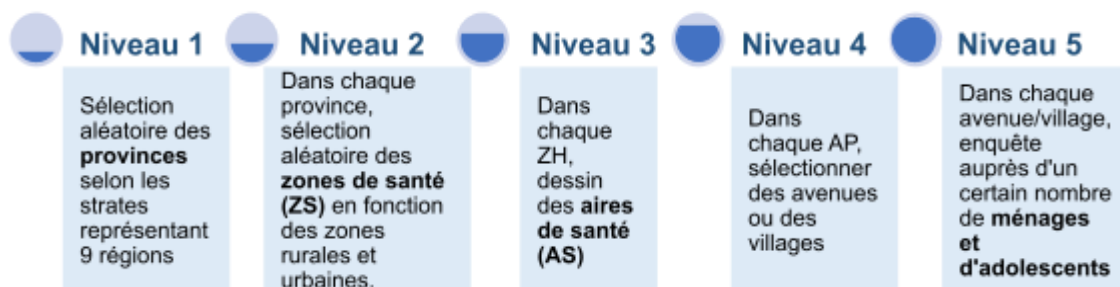 Niveau 1
Sélection
aléatoire des
provinces
selon les
strates
représentant
9 régions
Niveau 2
Dans chaque
province,
sélection
aléatoire des
zones de santé
(ZS) en fonction
des zones
rurales et
urbaines.
Niveau 3
Dans
chaque
ZH,
dessin
des aires
de santé
(AS)
Niveau 4
Dans
chaque AP,
sélectionner
des avenues
ou des
villages
Niveau 5
Dans chaque
avenue/village,
enquête
auprès d'un
certain nombre
de ménages
et
d'adolescents